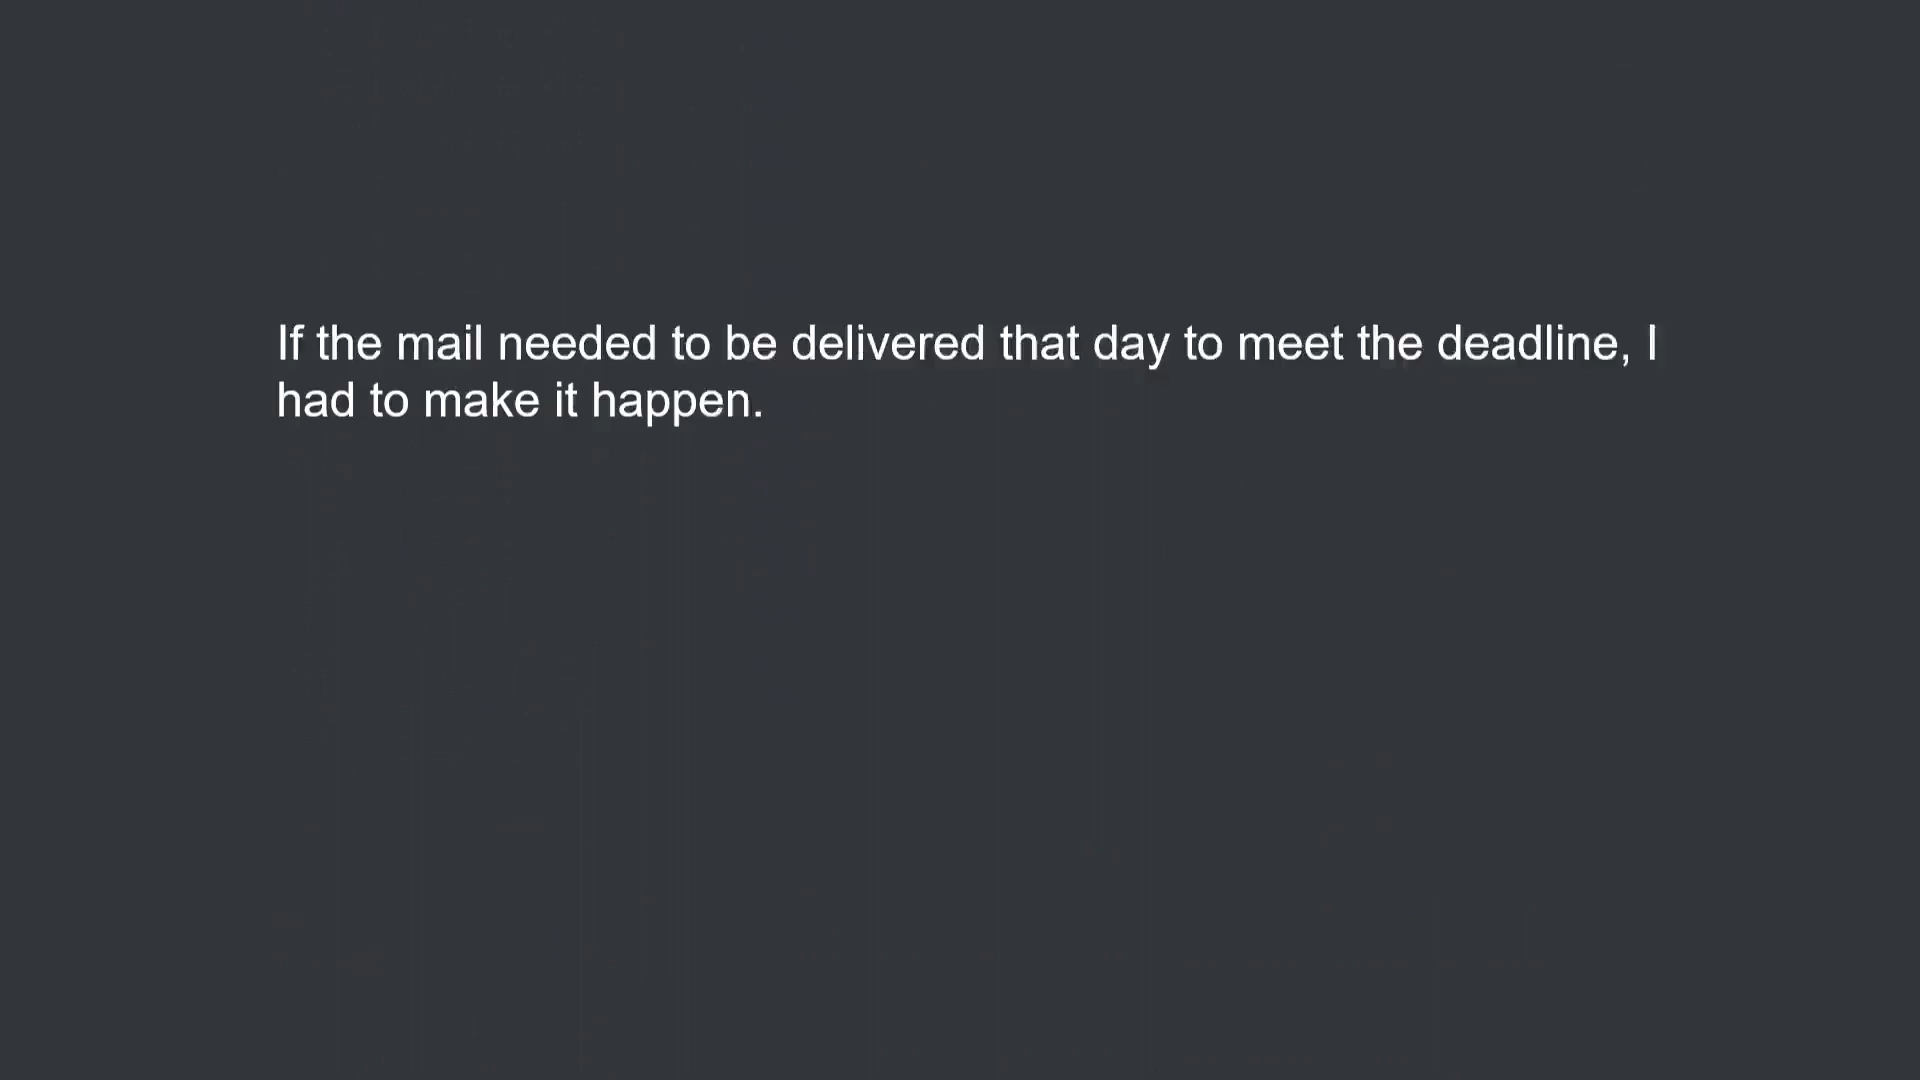 If the mail needed to be delivered that day to meet the deadline, I
had to make it happen.